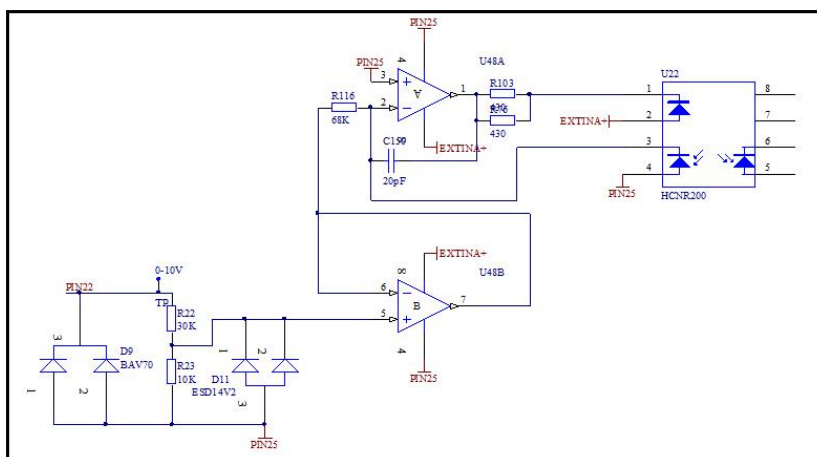 PIN25
U48A
PIN25
4
3
A
1
2
R116
68K
R103
430
430
C150
20pF
EXTINA+
U22
1
8
EXTINA+
2
7
3
6
4
5
PIN25
HCNR200
EXTINA+
U48B
8
6
B
7
5
4
PIN25
0-10V
PIN22
TP
R22
30K
3
D9
BAV70
1
2
R23
10K
1
2
D11
ESD14V2
3
PIN25